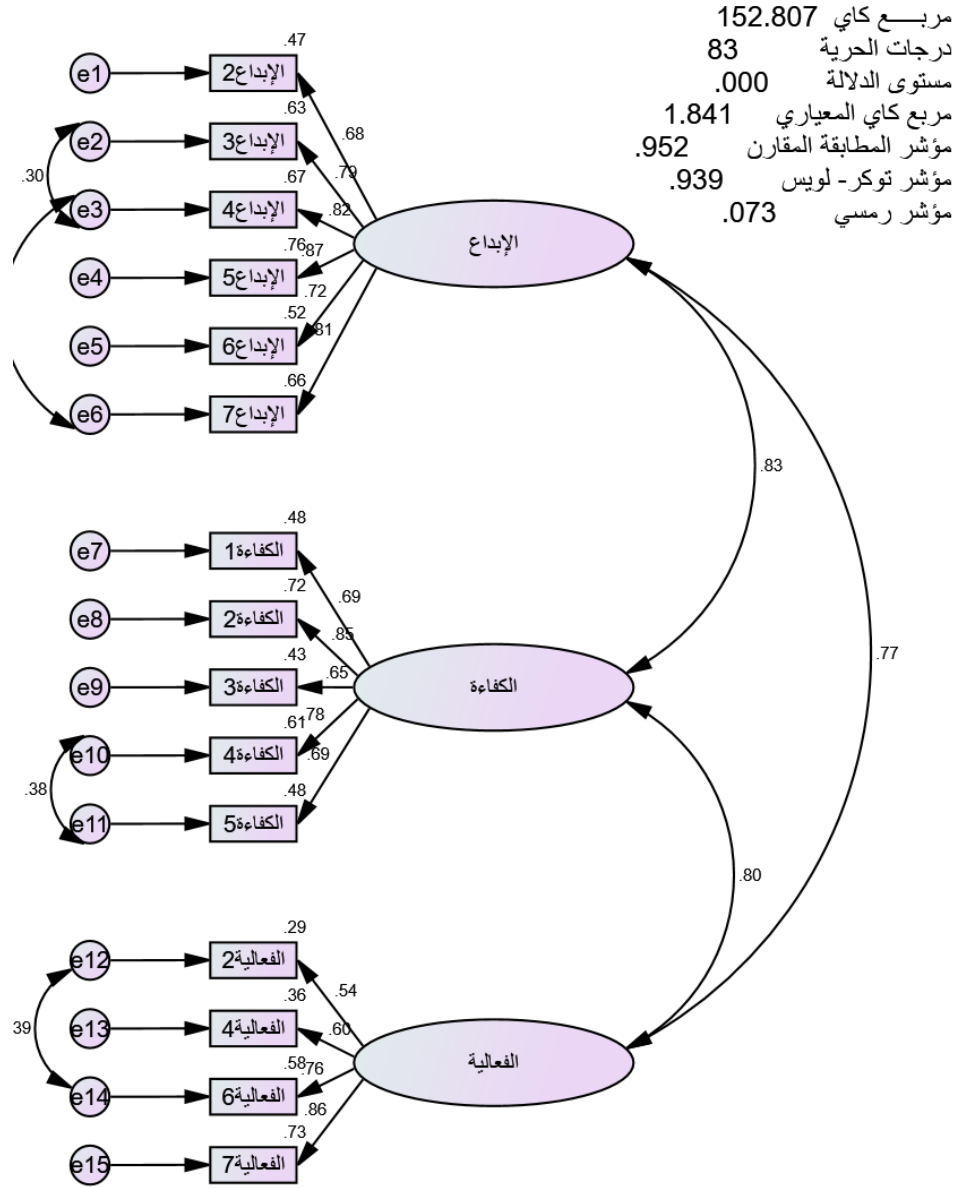 مربـــع كاي 152.807
درجات الحرية 83
مستوى الدلالة .000
مربع كاي المعياري 1.841
مؤشر المطابقة المقارن .952
مؤشر توكر- لويس .939
مؤشر رمسي .073
.47
e1 الإبداع2
.68
.63
e2 الإبداع3
.79
.30
.67
e3 الإبداع4
.82
الإبداع
.76
.87
e4 الإبداع5
.72
.52
e5 الإبداع6
.81
.66
e6 الإبداع7
.83
.48
e7 الكفاءة1
.69
.72
e8 الكفاءة2
.85
.43
.65
e9 الكفاءة3
الكفاءة
.77
.61
.78
e10 الكفاءة4
.69
.38
.48
e11 الكفاءة5
.80
.29
e12 الفعالية2
.54
.36
39
e13 الفعالية4
.60
الفعالية
.58
.76
e14 الفعالية6
.86
.73
e15 الفعالية7